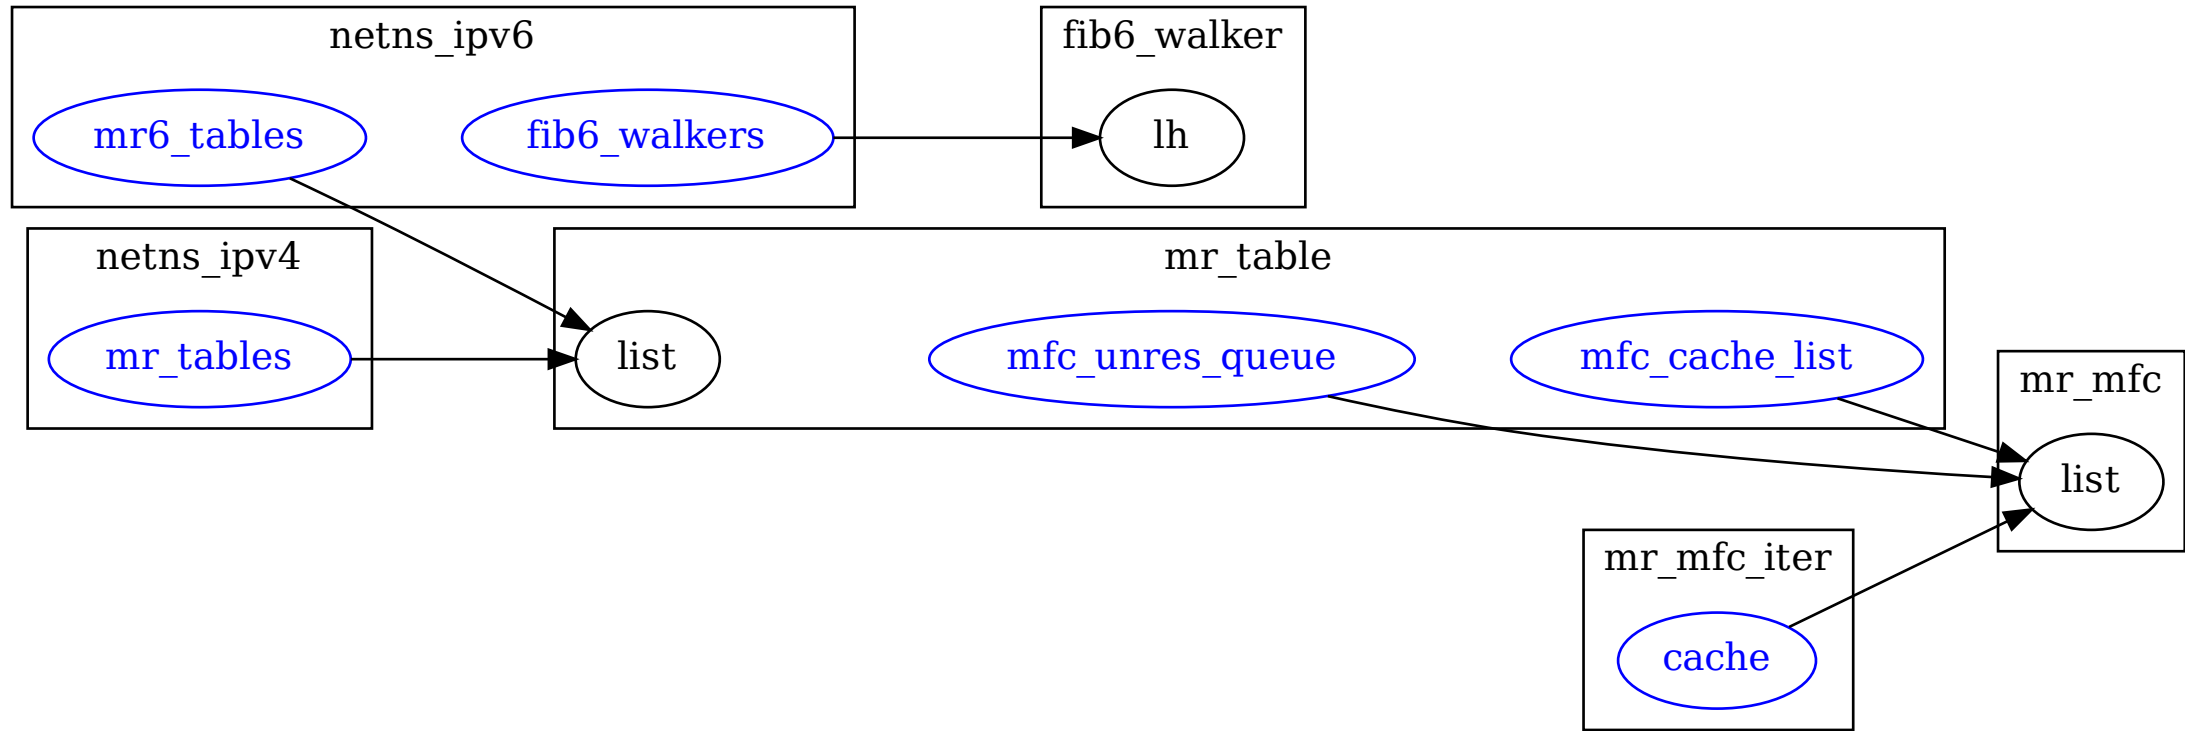 netns_ipv6
mr6_tables
fib6_walkers
fib6_walker
lh
netns_ipv4
mr_tables
mr_table
list
mfc_unres_queue
mfc_cache_list
mr_mfc
list
mr_mfc_iter
cache